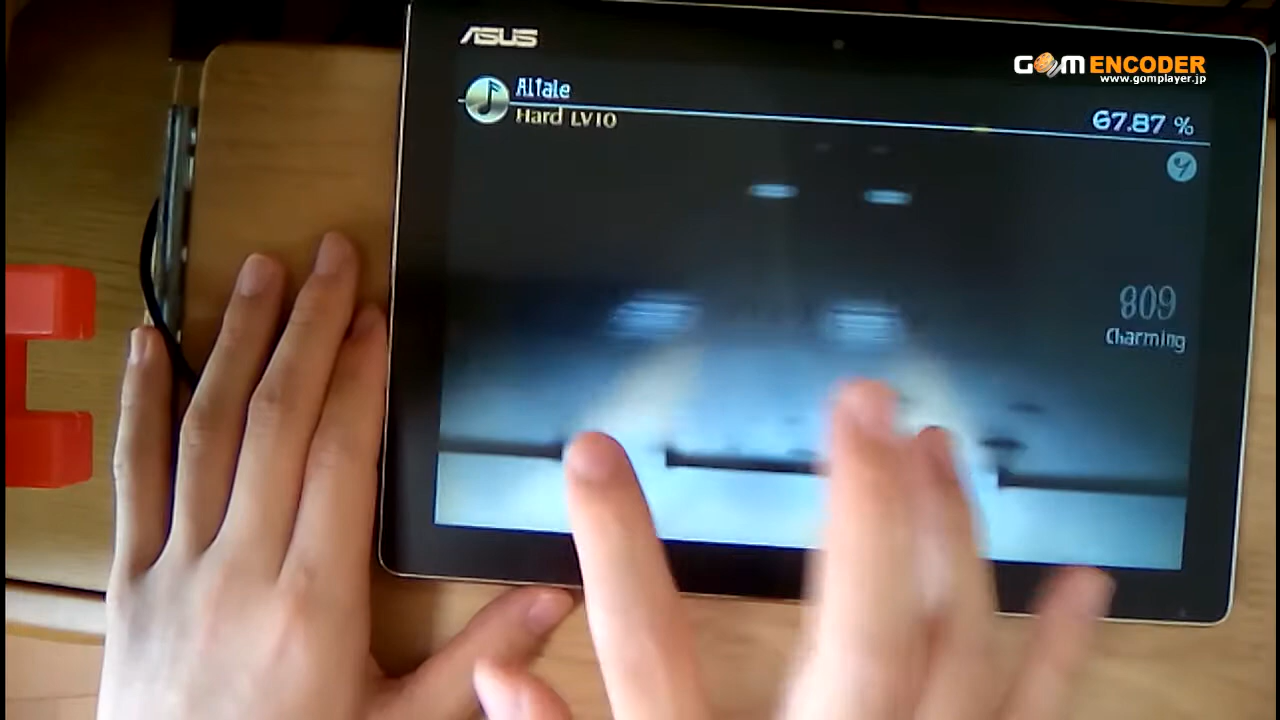 ASUS
GOM ENCODER
www.gomplayer.jp
Altale
Hard LV10
67.87 %
809
Charming